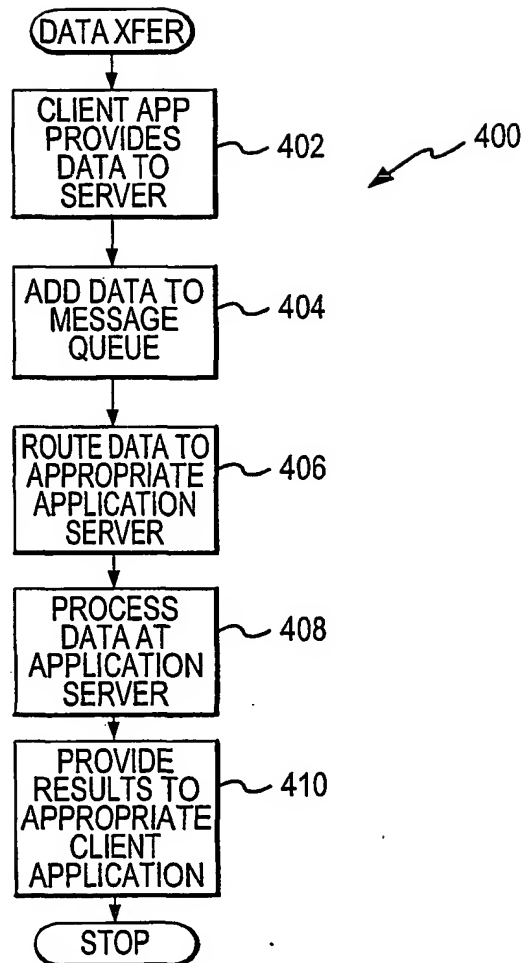 DATA XFER
CLIENT APP
PROVIDES
DATA TO
SERVER
402
400
ADD DATA TO
MESSAGE
QUEUE
404
ROUTE DATA TO
APPROPRIATE
APPLICATION
SERVER
406
PROCESS
DATA AT
APPLICATION
SERVER
408
PROVIDE
RESULTS TO
APPROPRIATE
CLIENT
APPLICATION
410
STOP